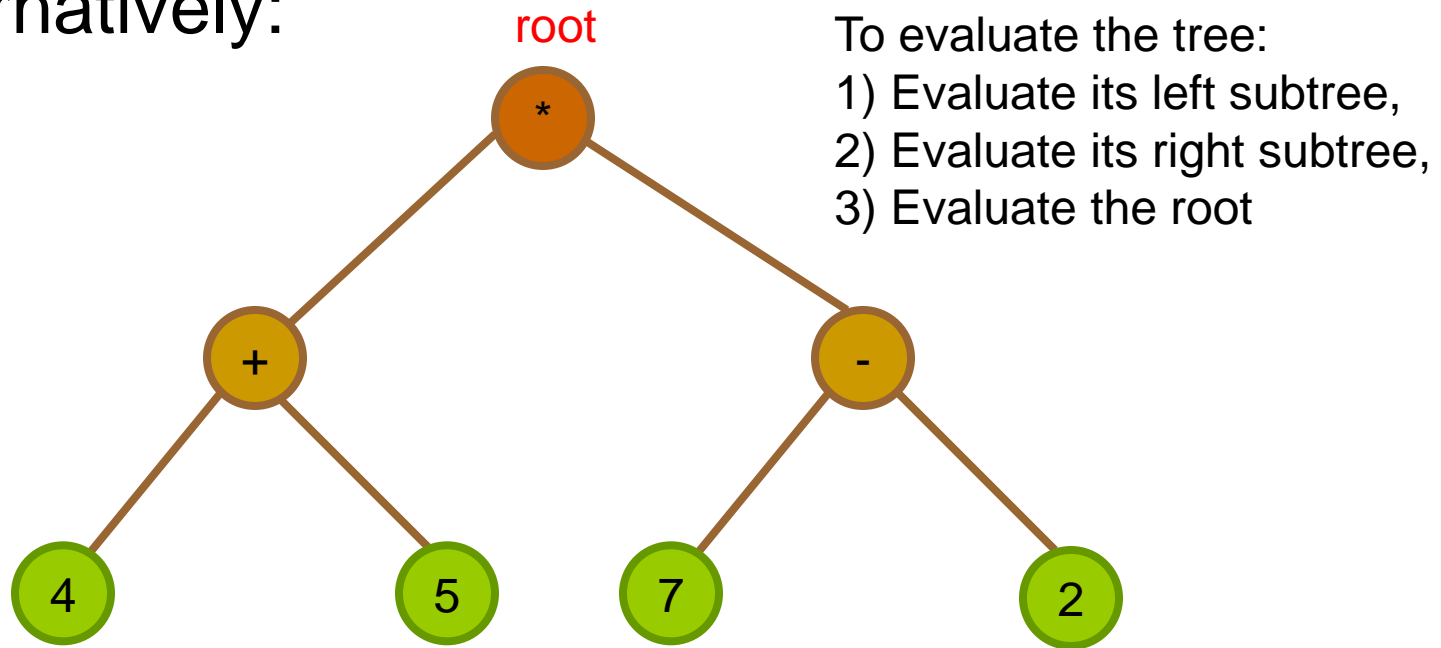 rnatively:
root
To evaluate the tree:
1) Evaluate its left subtree,
2) Evaluate its right subtree,
3) Evaluate the root
*
+
-
4
5
7
2